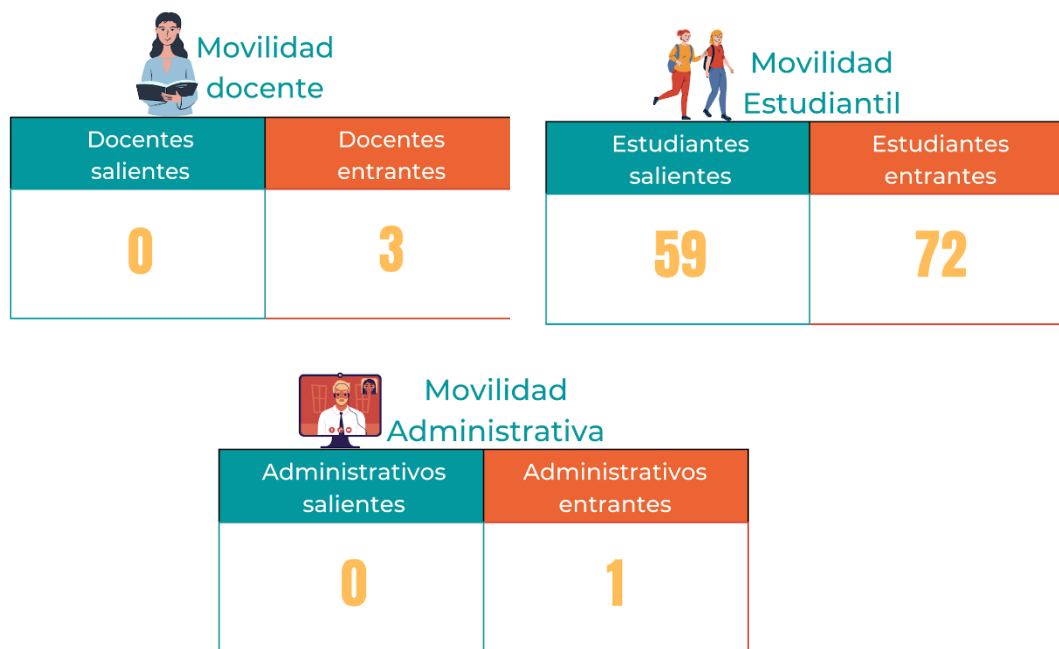 Movilidad
docente
Docentes
salientes
Docentes
entrantes
0
3
Movilidad
Estudiantil
Estudiantes
salientes
Estudiantes
entrantes
59
72
Movilidad
Administrativa
Administrativos
salientes
Administrativos
entrantes
0
1